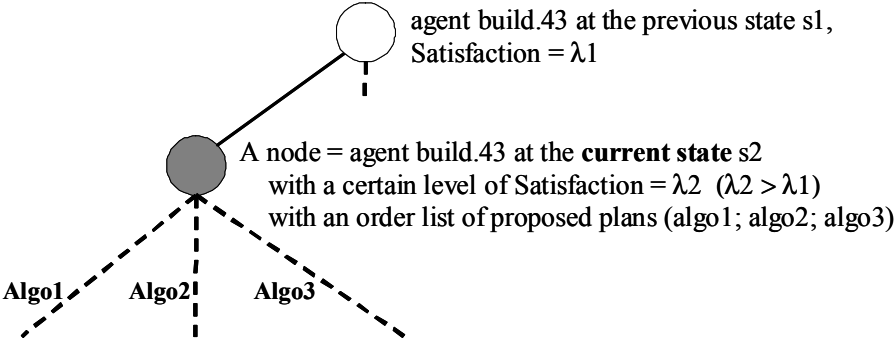 agent build.43 at the previous state s1,
Satisfaction = λ1
A node = agent build.43 at the current state s2
with a certain level of Satisfaction = λ2 (λ2 > λ1)
with an order list of proposed plans (algo1; algo2; algo3)
Algo1 Algo2 Algo3